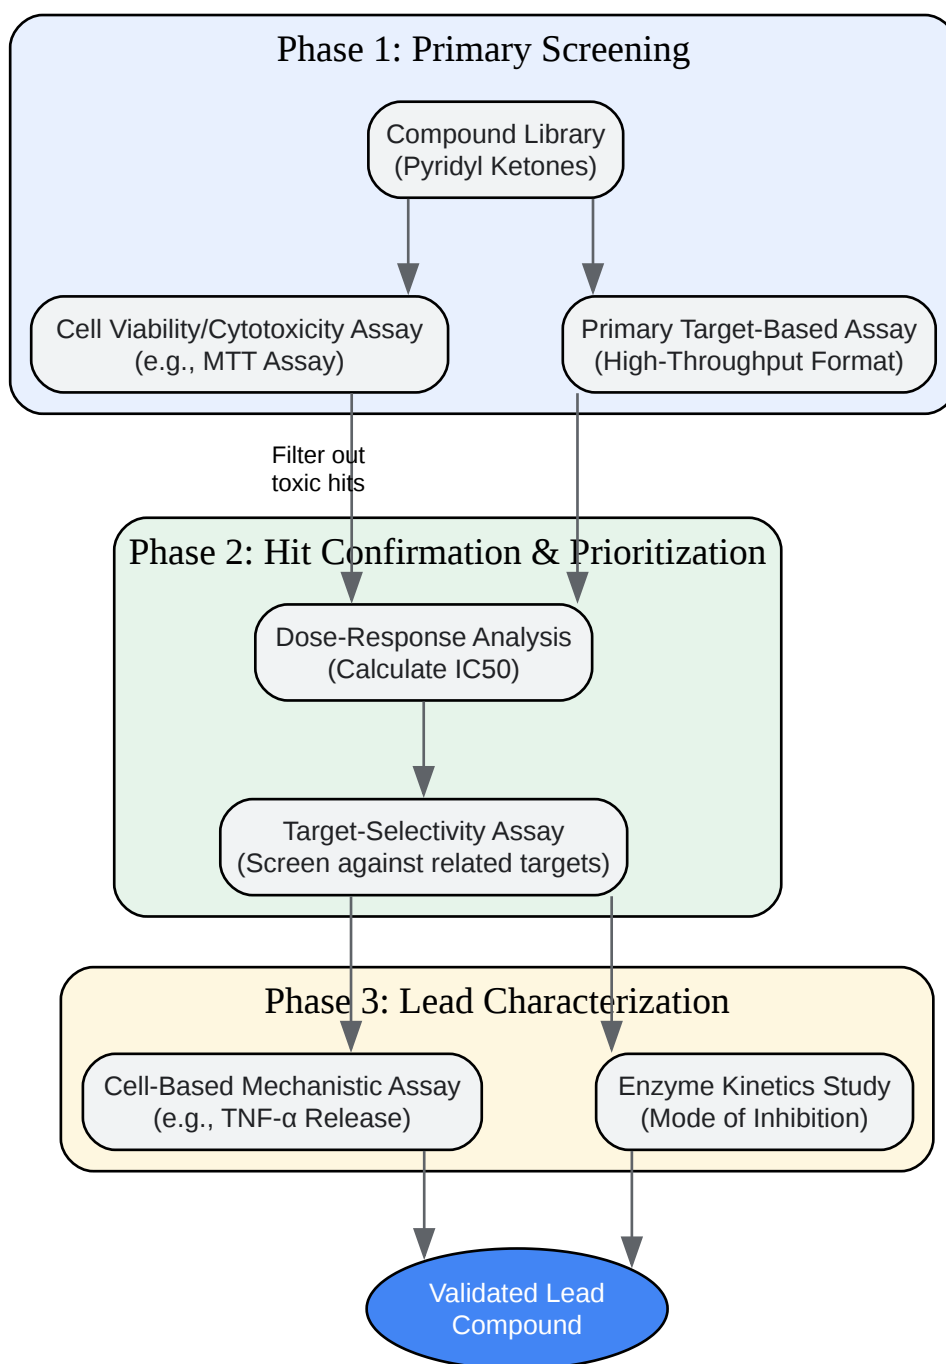 Phase 1: Primary Screening
Compound Library
(Pyridyl Ketones)
Cell Viability/Cytotoxicity Assay
(e.g., MTT Assay)
Primary Target-Based Assay
(High-Throughput Format)
Filter out
toxic hits
Phase 2: Hit Confirmation & Prioritization
Dose-Response Analysis
(Calculate IC50)
Target-Selectivity Assay
(Screen against related targets)
Phase 3: Lead Characterization
Cell-Based Mechanistic Assay
(e.g., TNF-α Release)
Enzyme Kinetics Study
(Mode of Inhibition)
Validated Lead
Compound